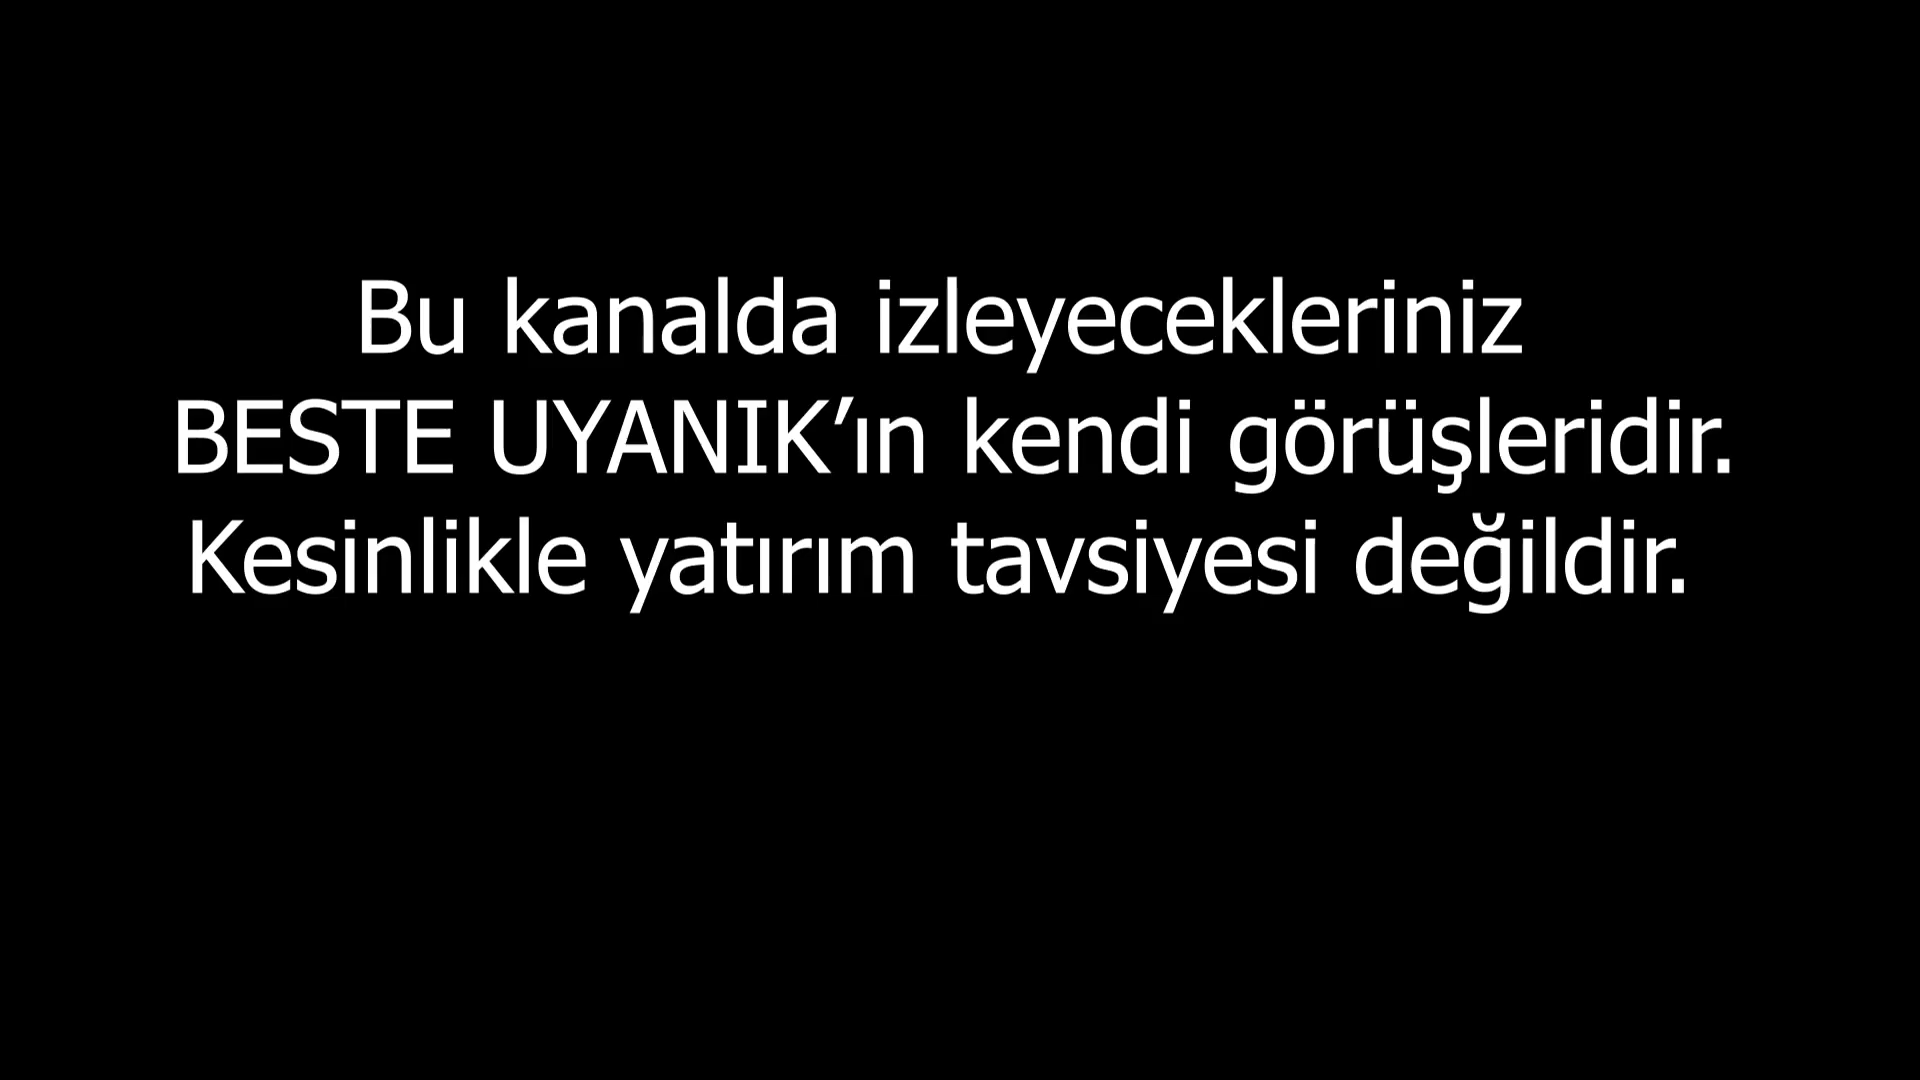 Bu kanalda izleyecekleriniz
BESTE UYANIK’ın kendi görüşleridir.
Kesinlikle yatırım tavsiyesi değildir.